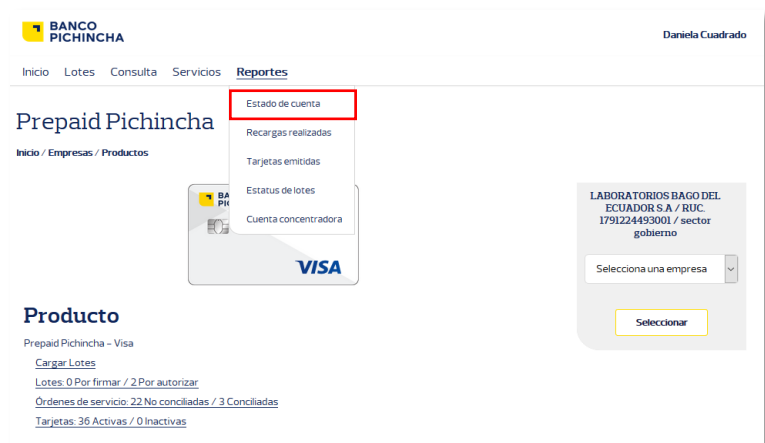 BANCO
PICHINCHA
Daniela Cuadrado
Inicio Lotes Consulta Servicios Reportes
Estado de cuenta
Recargas realizadas
Tarjetas emitidas
Estatus de lotes
Cuenta concentradora
Prepaid Pichincha
Inicio / Empresas / Productos
VISA
LABORATORIOS BAGO DEL
ECUADOR S.A / RUC.
1791224493001 / sector
gobierno
Selecciona una empresa
Seleccionar
Producto
Prepaid Pichincha – Visa
Cargar Lotes
Lotes: 0 Por firmar / 2 Por autorizar
Órdenes de servicio: 22 No conciliadas / 3 Conciliadas
Tarjetas: 36 Activas / 0 Inactivas